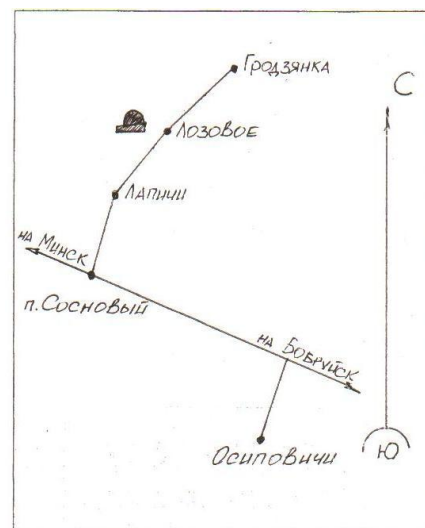 Гродзянка
С
Лозовое
Лапичи
на Минск
п. Сосновый
на Бобруйск
Осиповичи
Ю